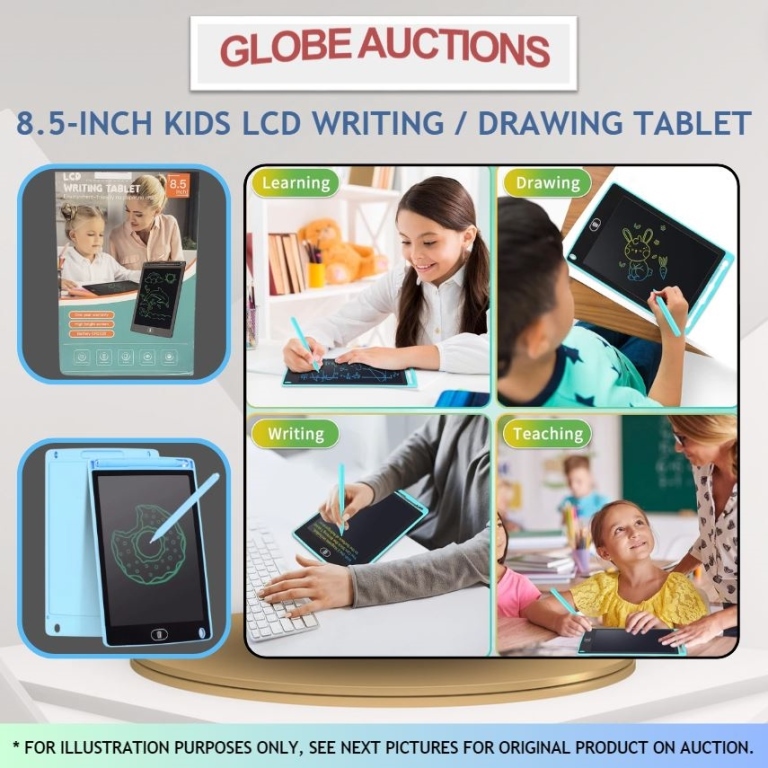 GLOBE AUCTIONS
8.5-INCH KIDS LCD WRITING / DRAWING TABLET
LCD
WRITING TABLET
8.5
Learning
Drawing
Writing
Teaching
* FOR ILLUSTRATION PURPOSES ONLY, SEE NEXT PICTURES FOR ORIGINAL PRODUCT ON AUCTION.